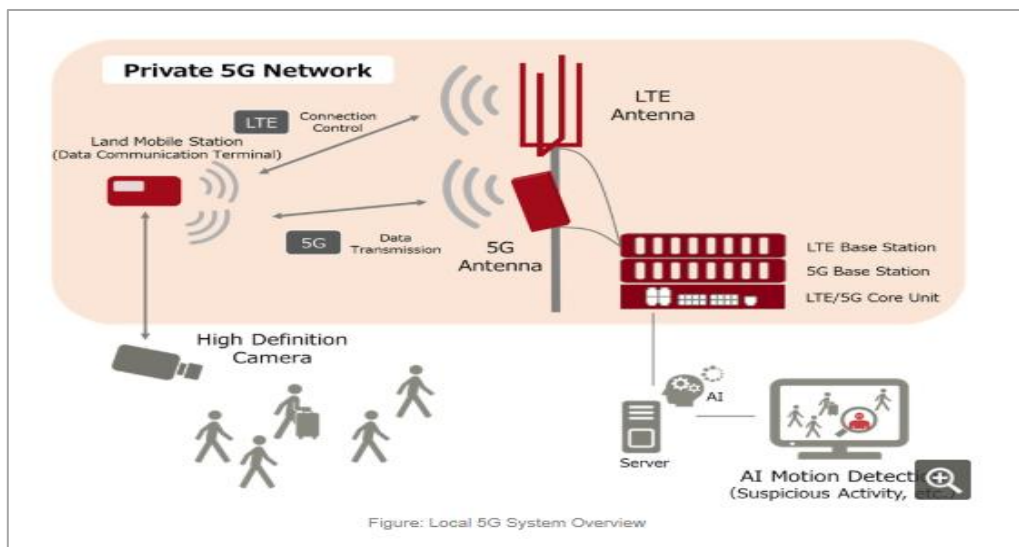 Private 5G Network
LTE
Connection
Control
LTE
Antenna
Land Mobile Station
(Data Communication Terminal)
5G
Data
Transmission
5G
Antenna
LTE Base Station
5G Base Station
LTE/5G Core Unit
High Definition
Camera
AI
Server
AI Motion
(Suspicious Activity,
Figure: Local 5G System Overview